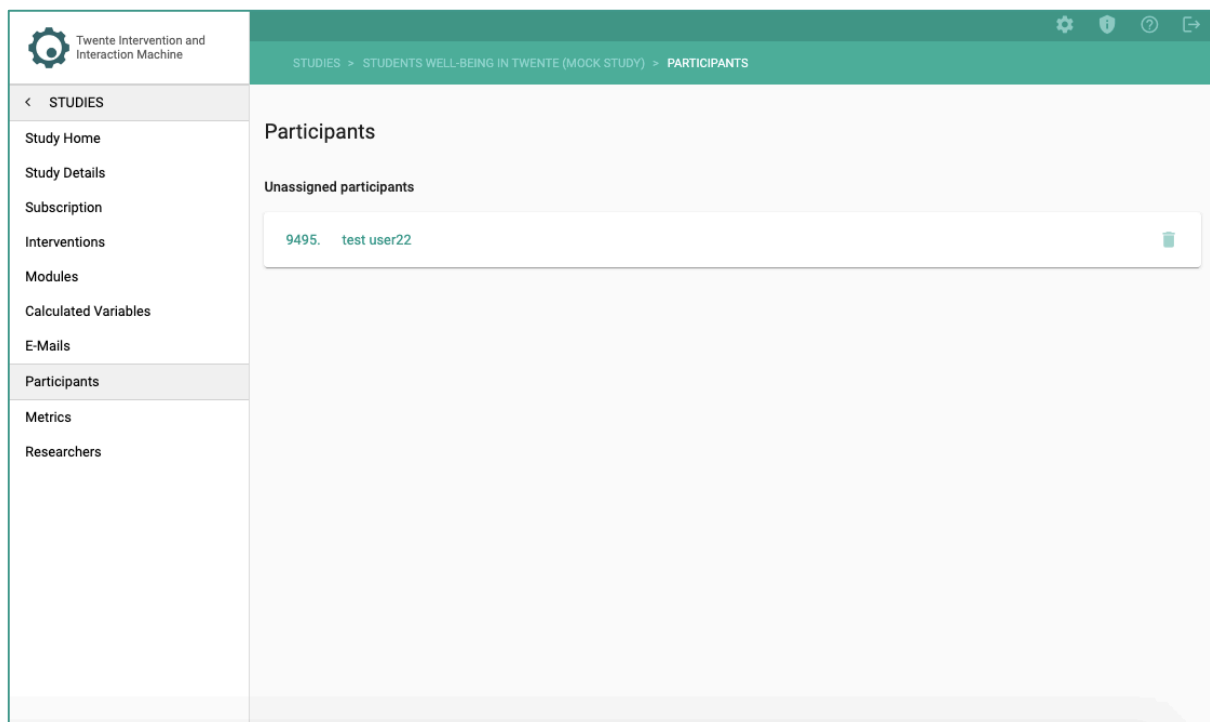 Twente Intervention and
Interaction Machine
STUDIES > STUDENTS WELL-BEING IN TWENTE (MOCK STUDY) > PARTICIPANTS
< STUDIES
Study Home
Study Details
Subscription
Interventions
Modules
Calculated Variables
E-Mails
Participants
Metrics
Researchers
Participants
Unassigned participants
9495. test user22